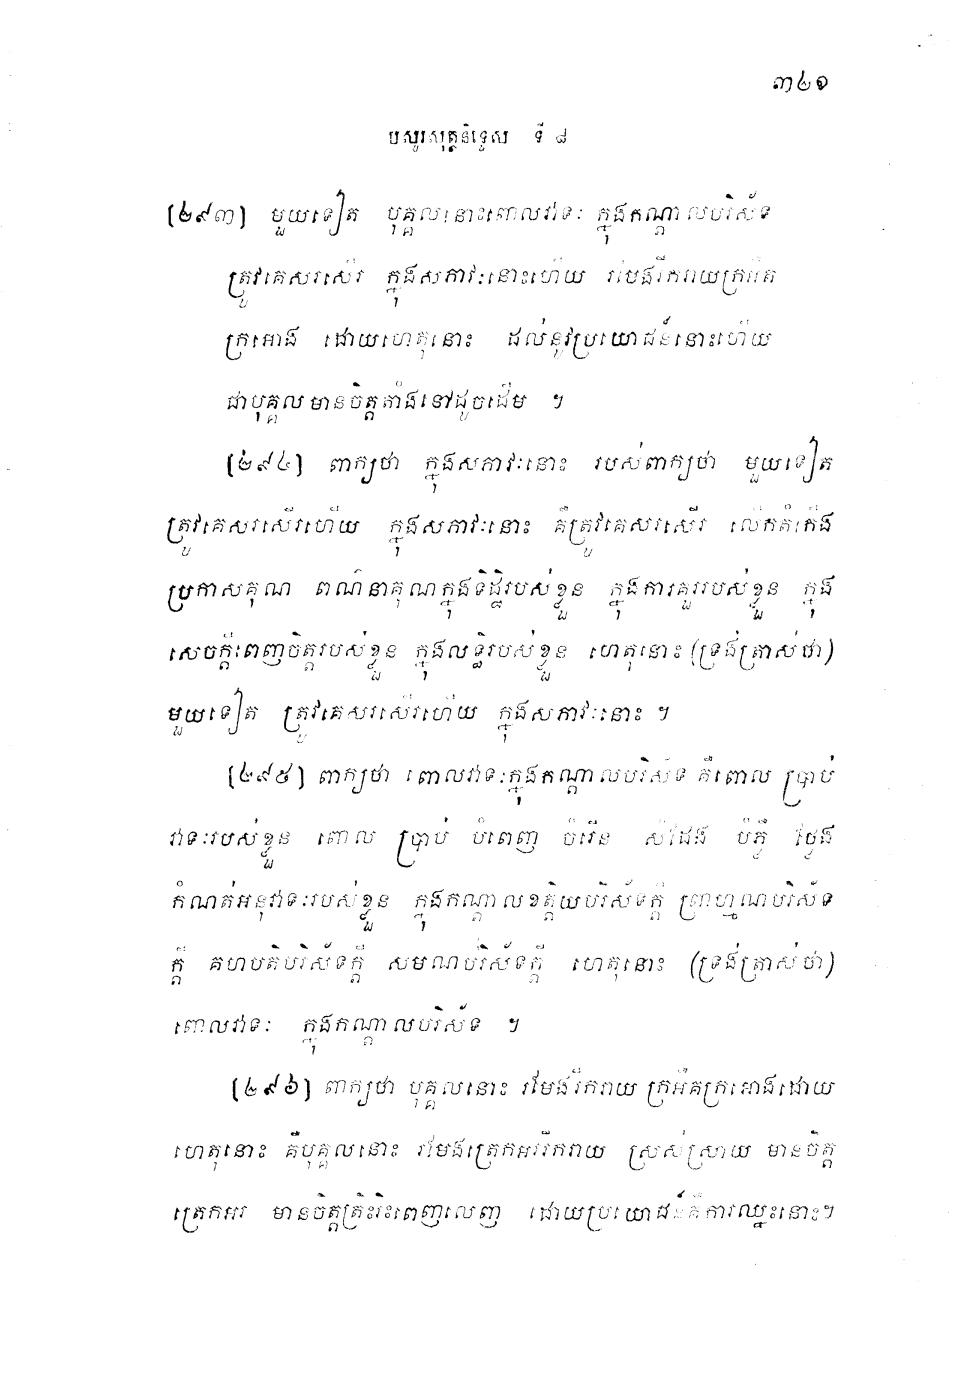 ៣៤១
បសូរសុត្តនិទ្ទេស ទី ៨
[២៩៣] មួយទៀត បុគ្គលនោះពោលវាទៈ ក្នុងកណ្តាលបរិស័ទ
ត្រូវគេសរសើរ ក្នុងសភាវៈនោះហើយ រមែងរីករាយក្រអឺត
ក្រអោង ដោយហេតុនោះ ដល់នូវប្រយោជន៍នោះហើយ
ជាបុគ្គលមានចិត្តតាំងទៅដូចដើម ។
[២៩៤] ពាក្យថា ក្នុងសភាវៈនោះ របស់ពាក្យថា មួយទៀត
ត្រូវគេសរសើរហើយ ក្នុងសភាវៈនោះ គឺត្រូវគេសរសើរ លើកតំកើង
ប្រកាសគុណ ពណ៌នាគុណក្នុងទិដ្ឋិរបស់ខ្លួន ក្នុងការគួររបស់ខ្លួន ក្នុង
សេចក្តីពេញចិត្តរបស់ខ្លួន ក្នុងលទ្ធិរបស់ខ្លួន ហេតុនោះ (ទ្រង់ត្រាស់ថា)
មួយទៀត ត្រូវគេសរសើរហើយ ក្នុងសភាវៈនោះ ។
[២៩៥] ពាក្យថា ពោលវាទៈក្នុងកណ្តាលបរិស័ទ គឺពោល ប្រាប់
វាទៈរបស់ខ្លួន ពោល ប្រាប់ បំពេញ ចំរើន សំដែង បំភ្លឺ ថ្លែង
កំណត់អនុវាទៈរបស់ខ្លួន ក្នុងកណ្តាលខត្តិយបរិស័ទក្តី ព្រាហ្មណបរិស័ទ
ក្តី គហបតិបរិស័ទក្តី សមណបរិស័ទក្តី ហេតុនោះ (ទ្រង់ត្រាស់ថា)
ពោលវាទៈ ក្នុងកណ្តាលបរិស័ទ ។
[២៩៦] ពាក្យថា បុគ្គលនោះ រមែងរីករាយ ក្រអឺតក្រអោងដោយ
ហេតុនោះ គឺបុគ្គលនោះ រមែងត្រេកអររីករាយ ស្រស់ស្រាយ មានចិត្ត
ត្រេកអរ មានចិត្តត្រិះរិះពេញលេញ ដោយប្រយោជន៍គឺការឈ្នះនោះ។